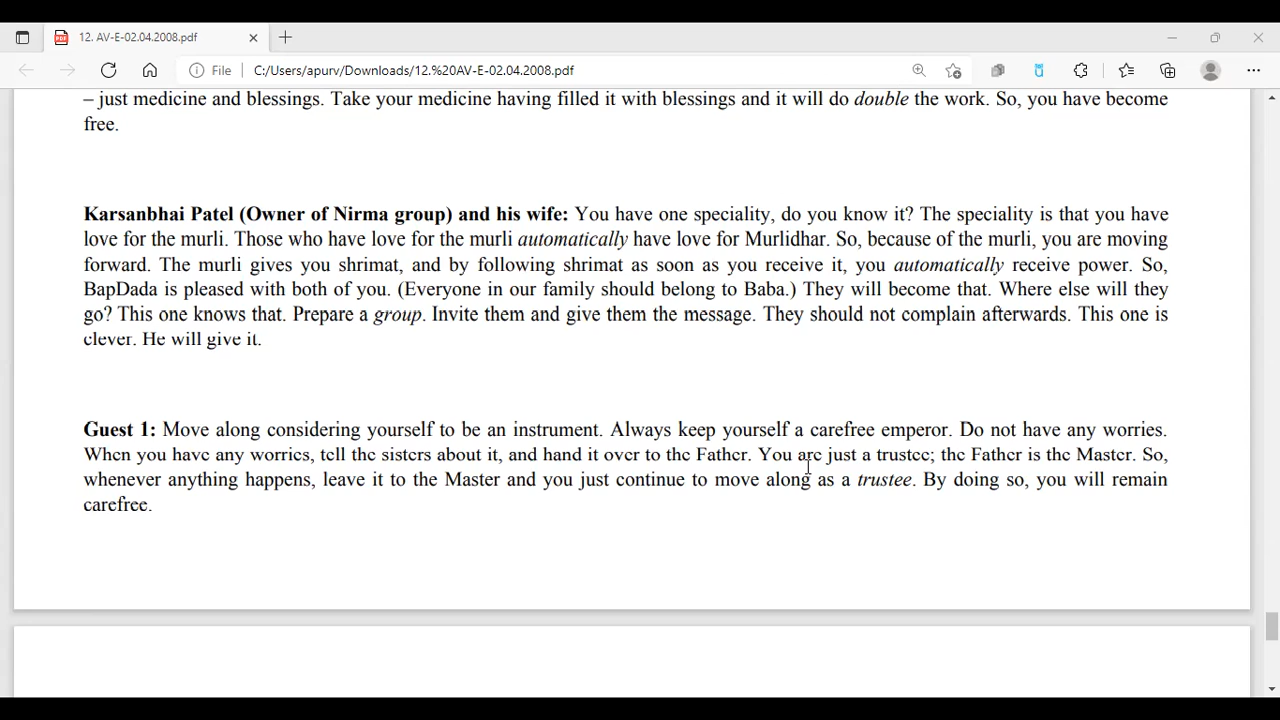 12. AV-E-02.04.2008.pdf
File
C:/Users/apurv/Downloads/12.%20AV-E-02.04.2008.pdf
– just medicine and blessings. Take your medicine having filled it with blessings and it will do double the work. So, you have become
free.
Karsanbhai Patel (Owner of Nirma group) and his wife: You have one speciality, do you know it? The speciality is that you have
love for the murli. Those who have love for the murli automatically have love for Murlidhar. So, because of the murli, you are moving
forward. The murli gives you shrimat, and by following shrimat as soon as you receive it, you automatically receive power. So,
BapDada is pleased with both of you. (Everyone in our family should belong to Baba.) They will become that. Where else will they
go? This one knows that. Prepare a group. Invite them and give them the message. They should not complain afterwards. This one is
clever. He will give it.
Guest 1: Move along considering yourself to be an instrument. Always keep yourself a carefree emperor. Do not have any worries.
When you have any worries, tell the sisters about it, and hand it over to the Father. You are just a trustee; the Father is the Master. So,
whenever anything happens, leave it to the Master and you just continue to move along as a trustee. By doing so, you will remain
carefree.